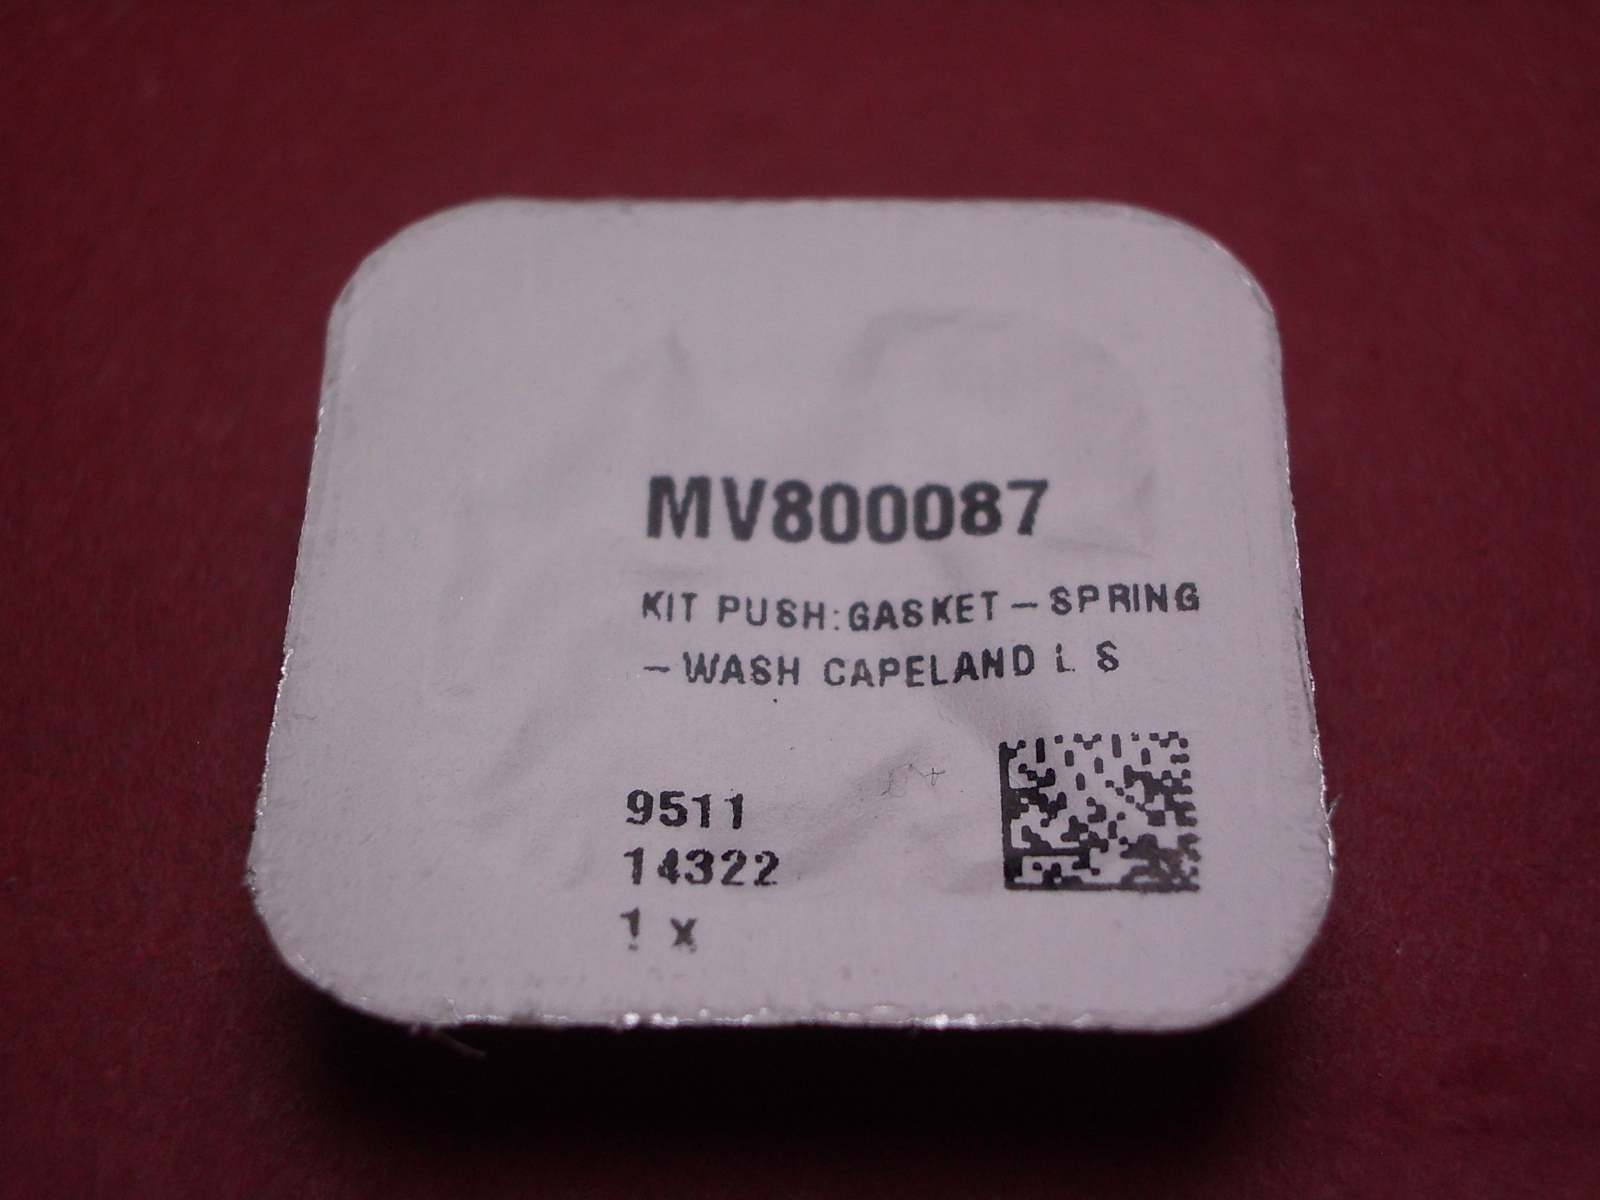 MV800087
KIT PUSH:GASKET-SPRING
-WASH CAPELAND L S
9511
14322
1 x